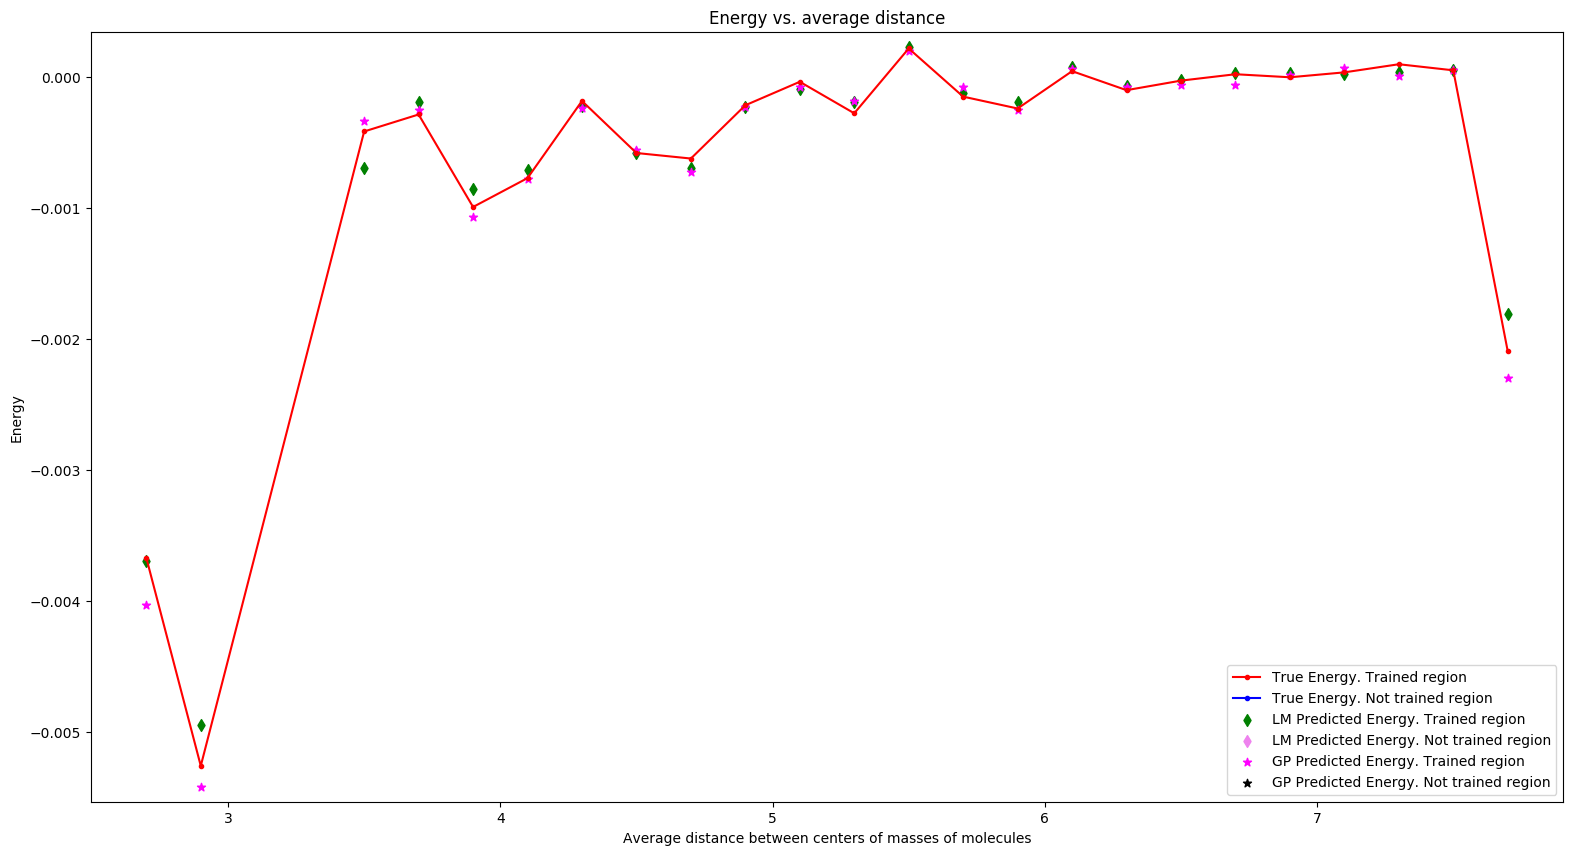 Energy vs. average distance
0.000
−0.001
−0.002
−0.003
−0.004
−0.005
Energy
3
4
5
6
7
Average distance between centers of masses of molecules
True Energy. Trained region
True Energy. Not trained region
LM Predicted Energy. Trained region
LM Predicted Energy. Not trained region
GP Predicted Energy. Trained region
GP Predicted Energy. Not trained region